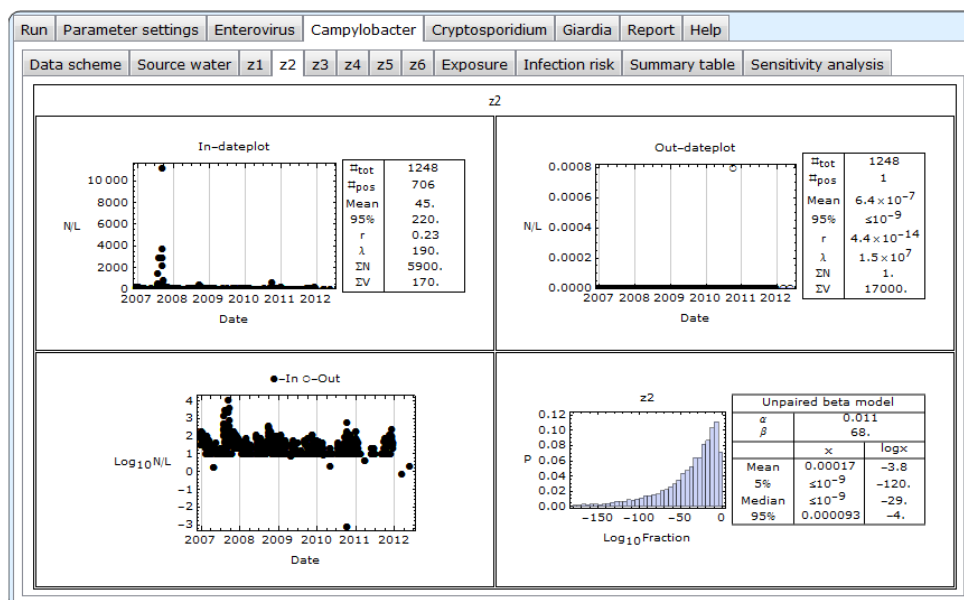 Run Parameter settings Enterovirus Campylobacter Cryptosporidium Giardia Report Help
Data scheme Source water z1 z2 z3 z4 z5 z6 Exposure Infection risk Summary table Sensitivity analysis
z2
In-dateplot
N/L
10 000
8000
6000
4000
2000
0
2007 2008 2009 2010 2011 2012
Date
#tot 1248
#pos 706
Mean 45.
95% 220.
r 0.23
λ 190.
ΣN 5900.
ΣV 170.
Out-dateplot
N/L
0.0008
0.0006
0.0004
0.0002
0.0000
2007 2008 2009 2010 2011 2012
Date
#tot 1248
#pos 1
Mean 6.4×10⁻⁷
95% ≤10⁻⁹
r 4.4×10⁻¹⁴
λ 1.5×10⁷
ΣN 1.
ΣV 17000.
●-In ○-Out
Log₁₀N/L
4
3
2
1
0
−1
−2
−3
2007 2008 2009 2010 2011 2012
Date
z2
P
0.12
0.10
0.08
0.06
0.04
0.02
0.00
−150 −100 −50 0
Log₁₀Fraction
Unpaired beta model
α 0.011
β 68.
x logx
Mean 0.00017 −3.8
5% ≤10⁻⁹ −120.
Median ≤10⁻⁹ −29.
95% 0.000093 −4.